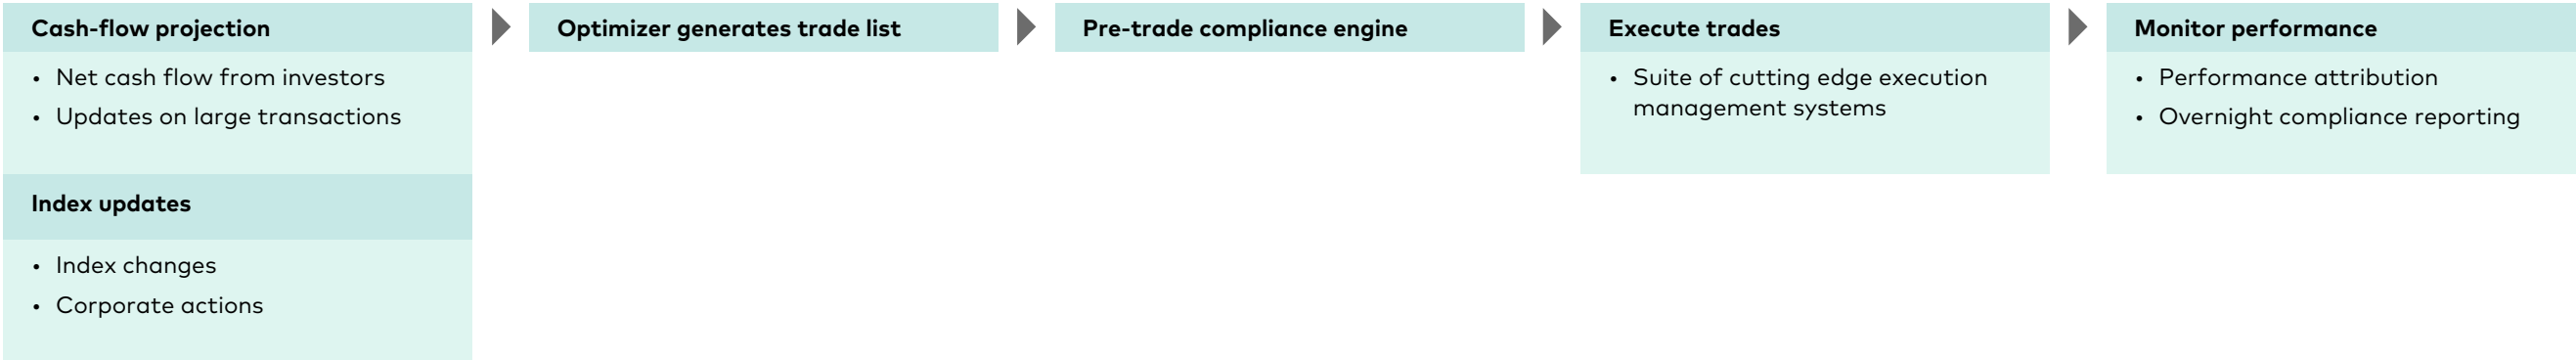 Cash-flow projection
• Net cash flow from investors
• Updates on large transactions
Index updates
• Index changes
• Corporate actions
Optimizer generates trade list
Pre-trade compliance engine
Execute trades
• Suite of cutting edge execution
management systems
Monitor performance
• Performance attribution
• Overnight compliance reporting